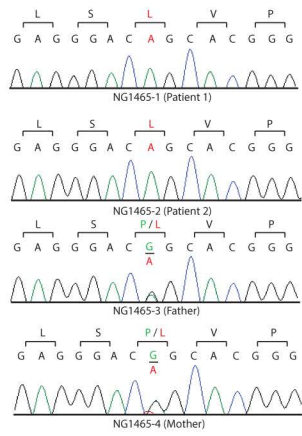 L S L V P
G A G G G A C A G C A C G G G
NG1465-1 (Patient 1)
L S L V P
G A G G G A C A G C A C G G G
NG1465-2 (Patient 2)
L S P / L V P
G A G G G A C G G C A C G G G
A
NG1465-3 (Father)
L S P / L V P
G A G G G A C G G C A C G G G
A
NG1465-4 (Mother)